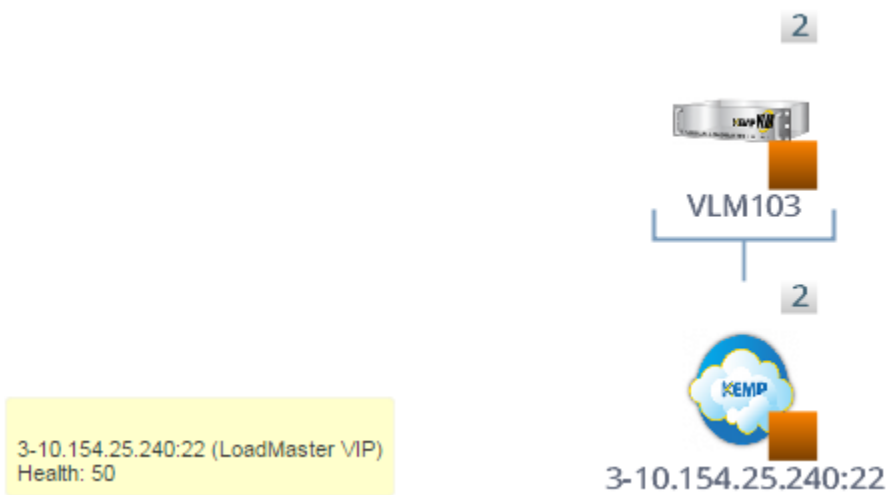 2
VLM103
2
KEMP
3-10.154.25.240:22 (LoadMaster VIP)
Health: 50
3-10.154.25.240:22